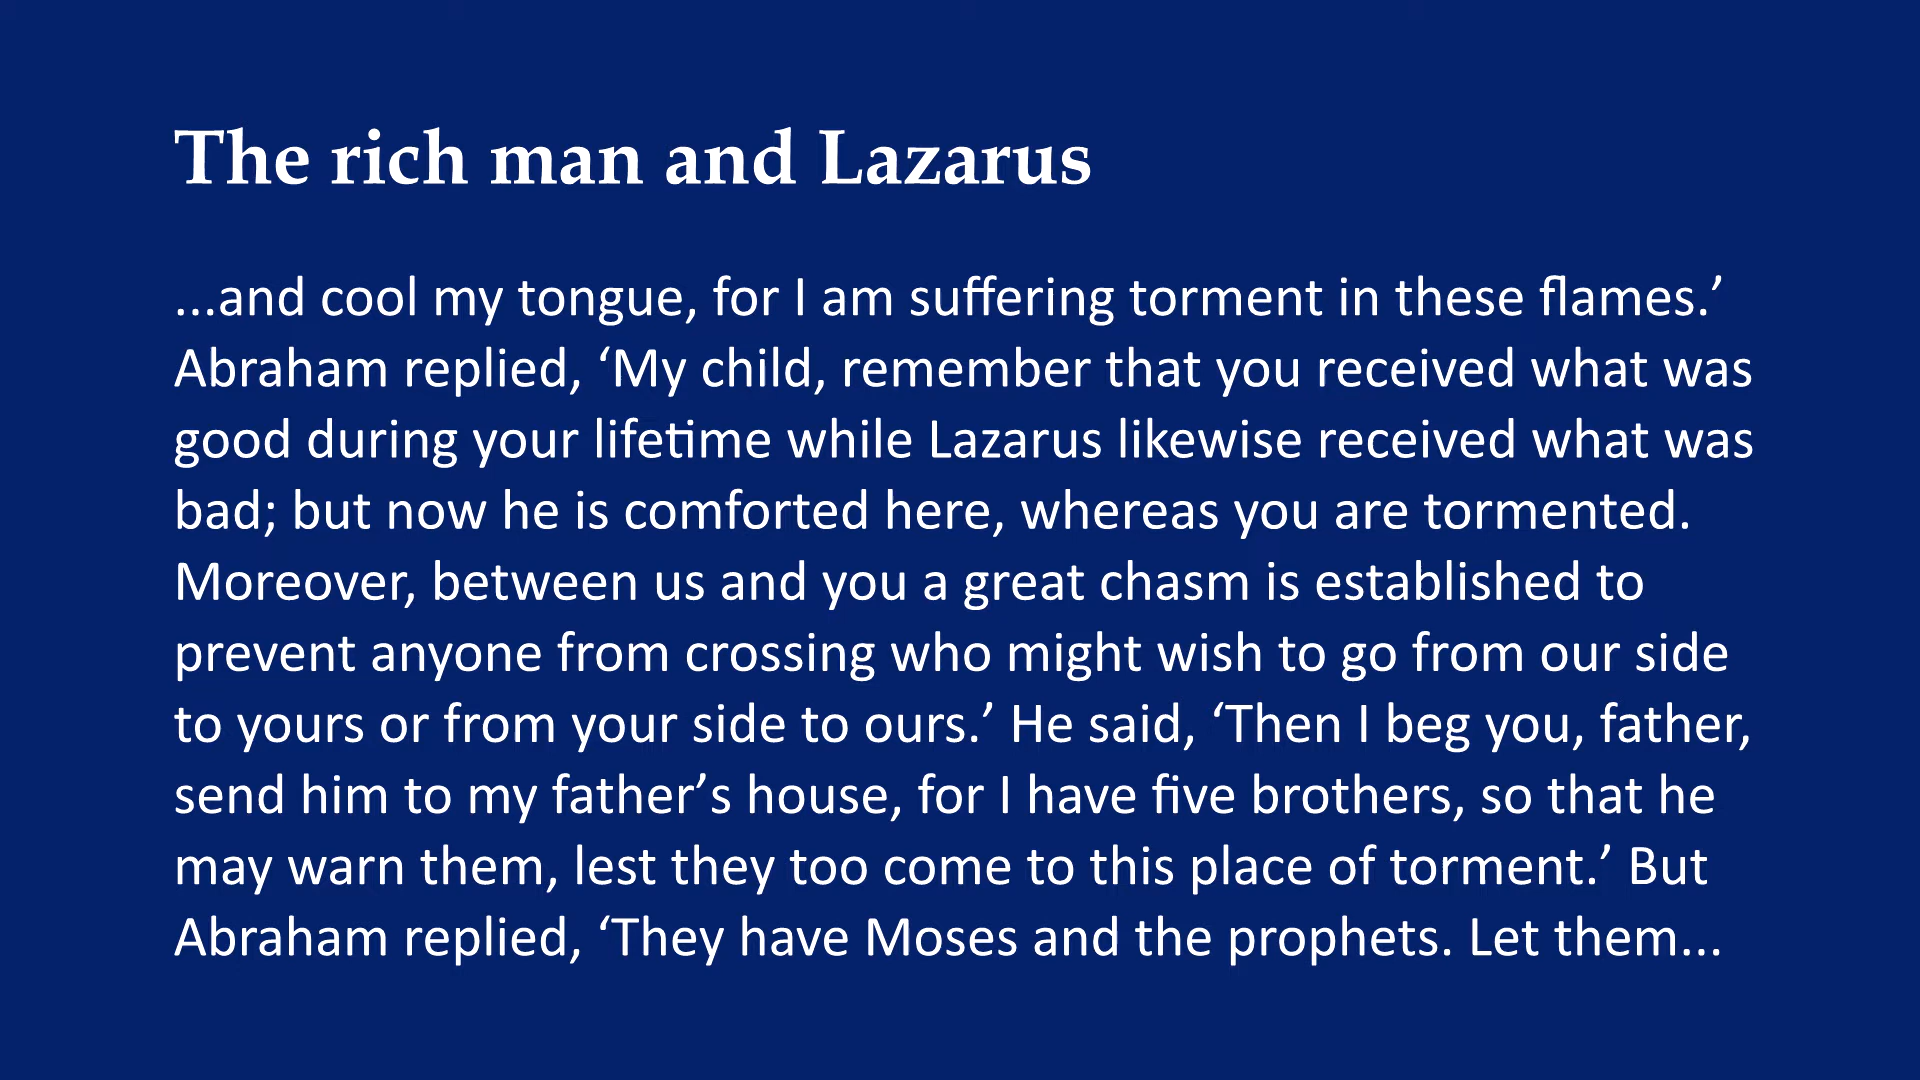 The rich man and Lazarus
...and cool my tongue, for I am suffering torment in these flames.’
Abraham replied, ‘My child, remember that you received what was
good during your lifetime while Lazarus likewise received what was
bad; but now he is comforted here, whereas you are tormented.
Moreover, between us and you a great chasm is established to
prevent anyone from crossing who might wish to go from our side
to yours or from your side to ours.’ He said, ‘Then I beg you, father,
send him to my father’s house, for I have five brothers, so that he
may warn them, lest they too come to this place of torment.’ But
Abraham replied, ‘They have Moses and the prophets. Let them...